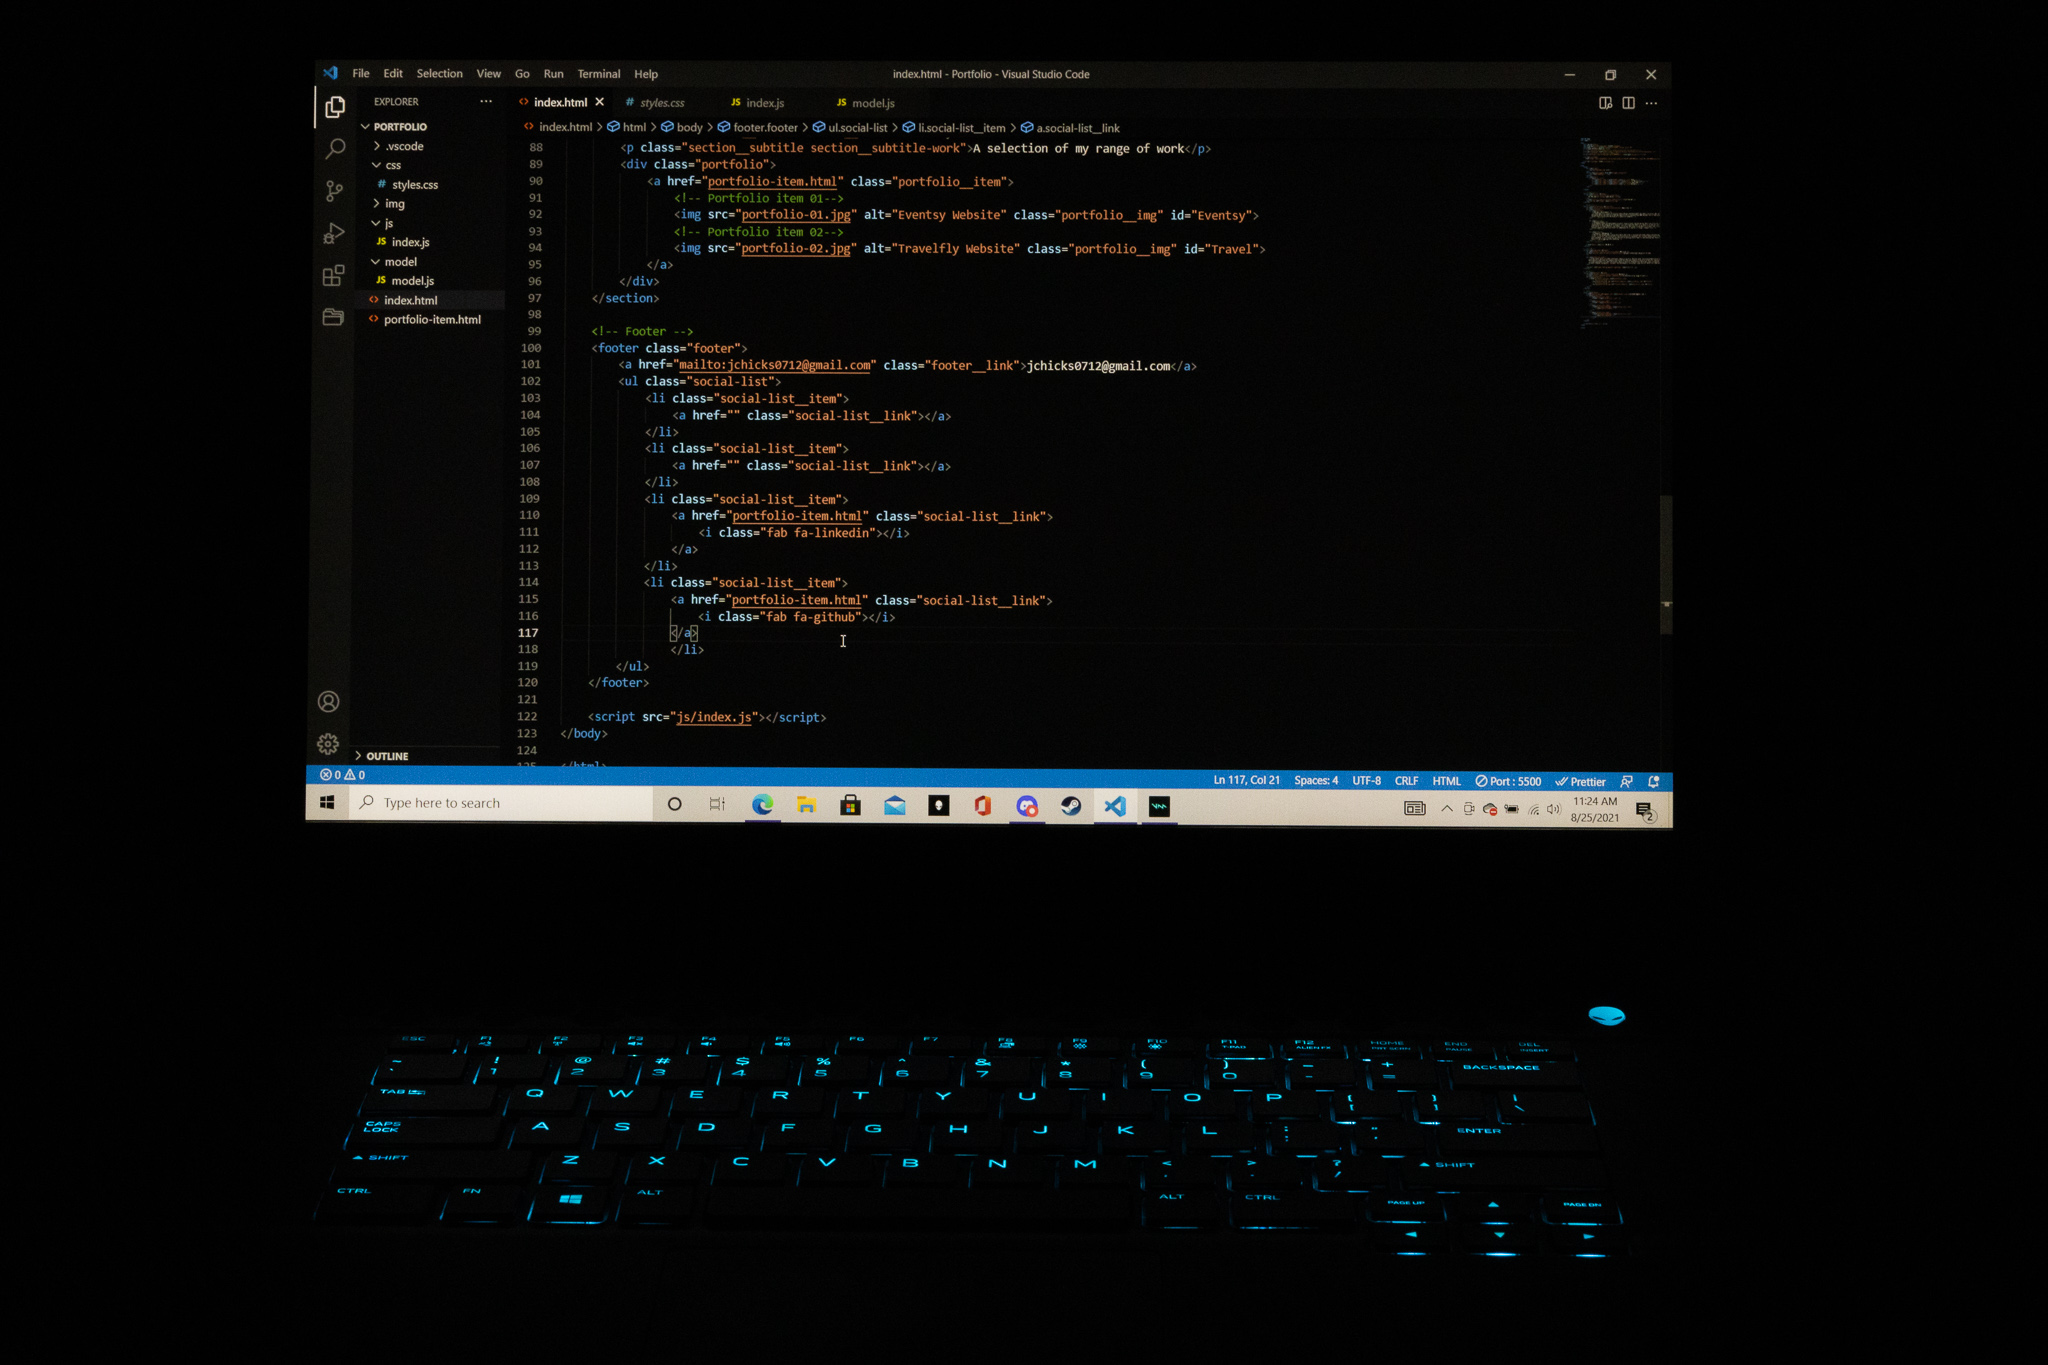 File Edit Selection View Go Run Terminal Help
index.html - Portfolio - Visual Studio Code
EXPLORER
PORTFOLIO
.vscode
css
# styles.css
img
js
JS index.js
model
JS model.js
<> index.html
<> portfolio-item.html
OUTLINE
<> index.html # styles.css JS index.js JS model.js
<> index.html > html > body > footer.footer > ul.social-list > li.social-list__item > a.social-list__link
88 <p class="section__subtitle section__subtitle-work">A selection of my range of work</p>
89 <div class="portfolio">
90 <a href="portfolio-item.html" class="portfolio__item">
91 <!-- Portfolio item 01-->
92 <img src="portfolio-01.jpg" alt="Eventsy Website" class="portfolio__img" id="Eventsy">
93 <!-- Portfolio item 02-->
94 <img src="portfolio-02.jpg" alt="Travelfly Website" class="portfolio__img" id="Travel">
95 </a>
96 </div>
97 </section>
98
99 <!-- Footer -->
100 <footer class="footer">
101 <a href="mailto:jchicks0712@gmail.com" class="footer__link">jchicks0712@gmail.com</a>
102 <ul class="social-list">
103 <li class="social-list__item">
104 <a href="" class="social-list__link"></a>
105 </li>
106 <li class="social-list__item">
107 <a href="" class="social-list__link"></a>
108 </li>
109 <li class="social-list__item">
110 <a href="portfolio-item.html" class="social-list__link">
111 <i class="fab fa-linkedin"></i>
112 </a>
113 </li>
114 <li class="social-list__item">
115 <a href="portfolio-item.html" class="social-list__link">
116 <i class="fab fa-github"></i>
117 </a>
118 </li>
119 </ul>
120 </footer>
121
122 <script src="js/index.js"></script>
123 </body>
124
125 </html>
0 0 Ln 117, Col 21 Spaces: 4 UTF-8 CRLF HTML Port : 5500 Prettier
Type here to search
11:24 AM
8/25/2021
2
ESC F1 F2 F3 F4 F5 F6 F7 F8 F9 F10 F11 F12 HOME END DEL
~ ! @ # $ % ^ & * ( ) _ +
` 1 2 3 4 5 6 7 8 9 0 - = BACKSPACE
TAB Q W E R T Y U I O P { [ } ] | \
CAPS LOCK A S D F G H J K L : ; " ' ENTER
SHIFT Z X C V B N M < , > . ? / SHIFT
CTRL FN ALT ALT CTRL PAGE UP PAGE DN